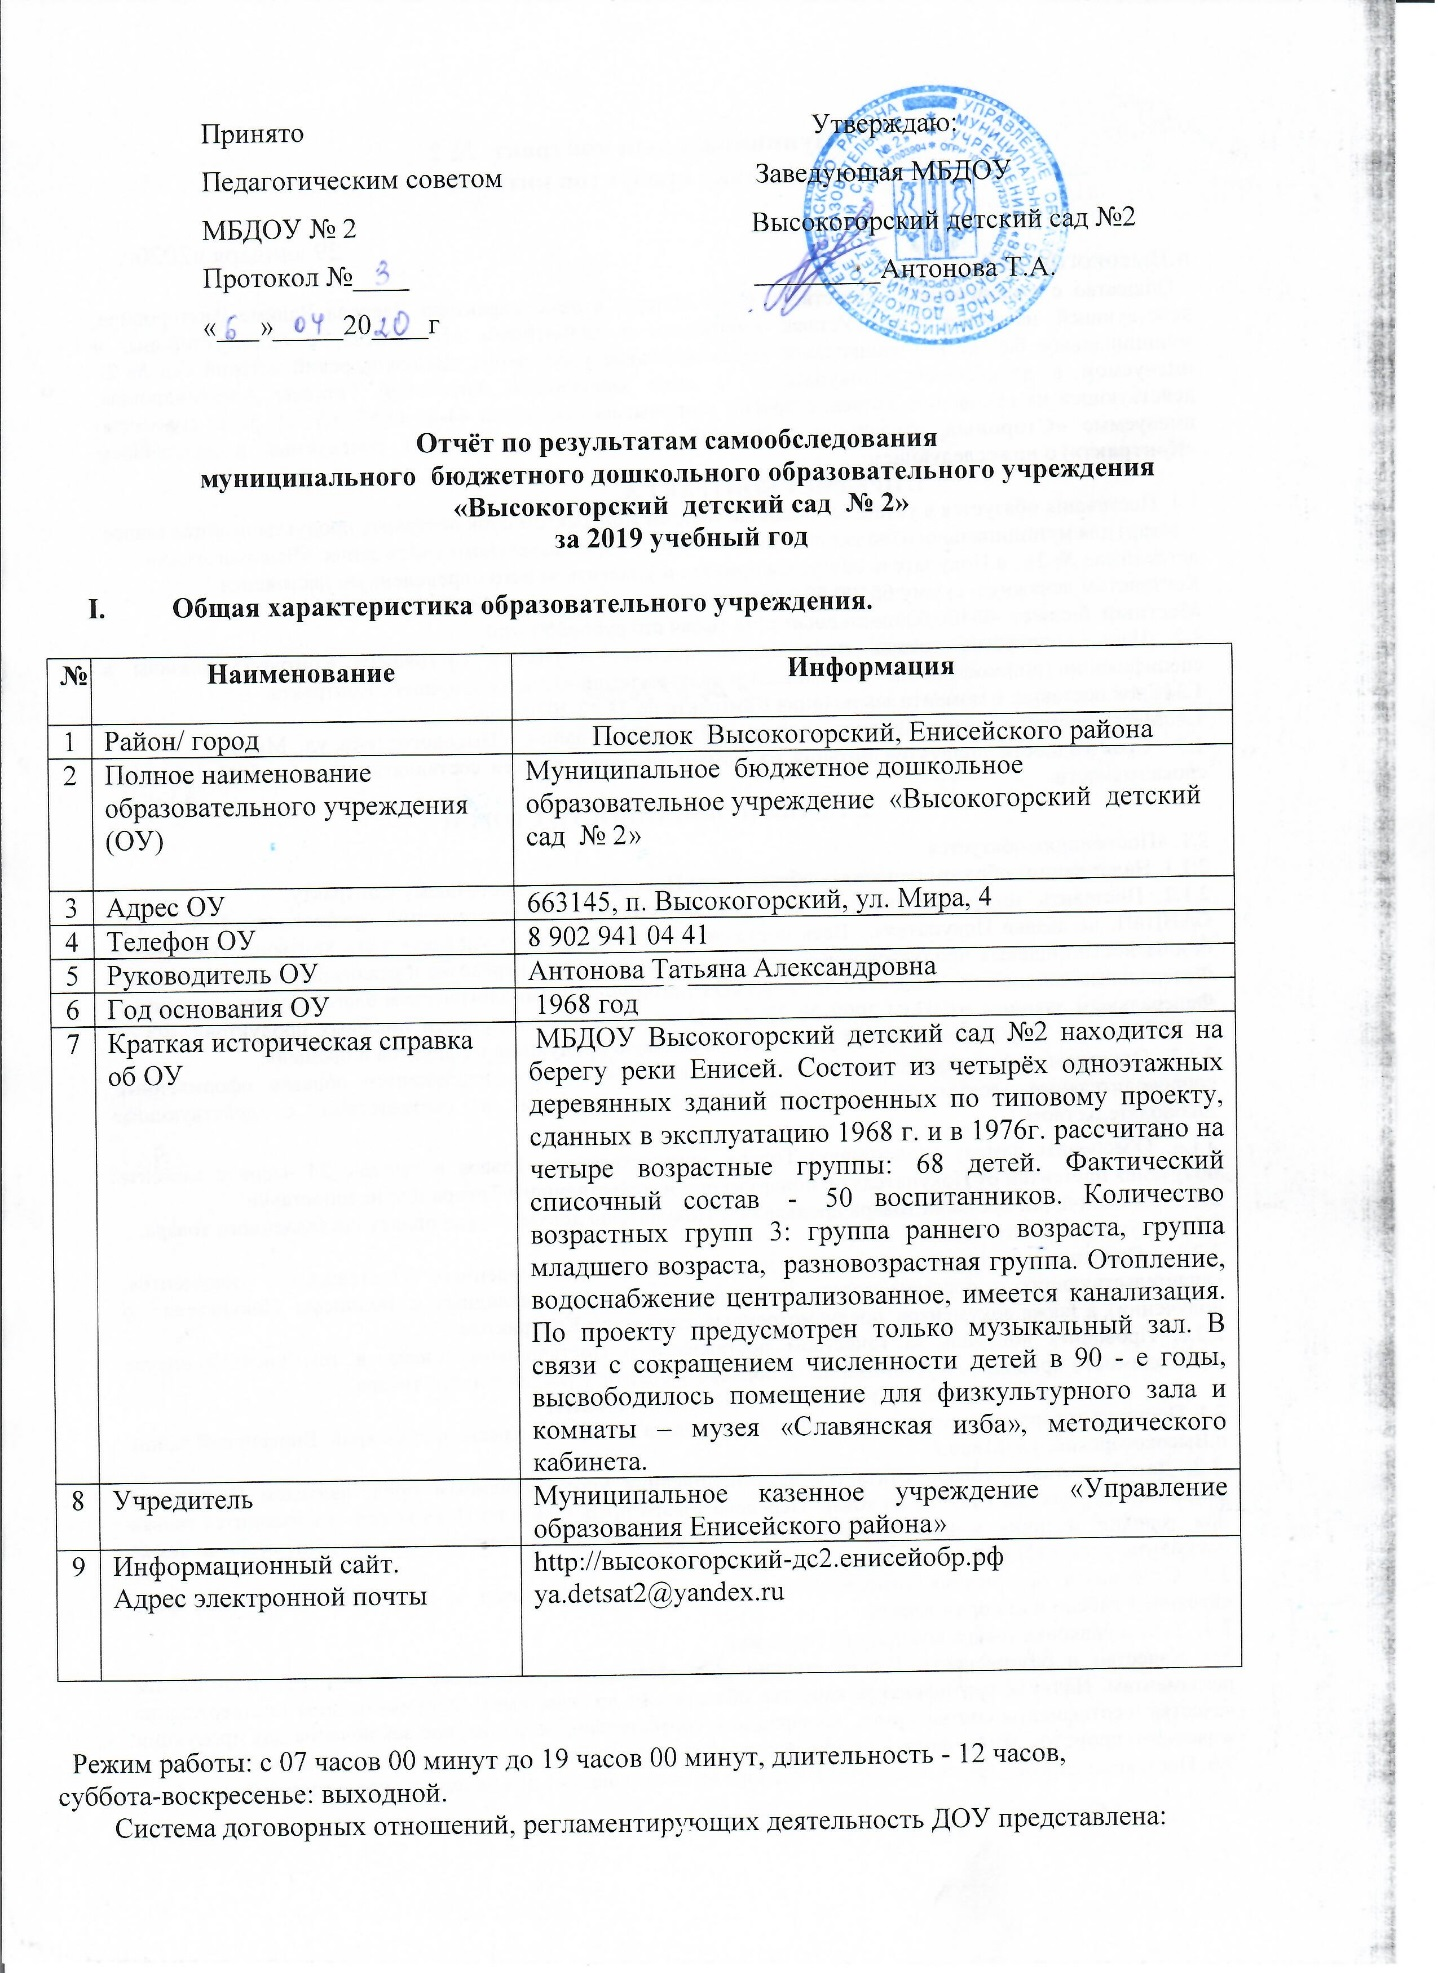 Принято
Педагогическим советом
МБДОУ № 2
Протокол № 3
« 6 » 04 2020 г
Утверждаю:
Заведующая МБДОУ
Высокогорский детский сад №2
_________Антонова Т.А.
Отчёт по результатам самообследования
муниципального бюджетного дошкольного образовательного учреждения
«Высокогорский детский сад № 2»
за 2019 учебный год
I. Общая характеристика образовательного учреждения.
№ Наименование Информация
1 Район/ город Поселок Высокогорский, Енисейского района
2 Полное наименование
образовательного учреждения
(ОУ)
Муниципальное бюджетное дошкольное
образовательное учреждение «Высокогорский детский
сад № 2»
3 Адрес ОУ 663145, п. Высокогорский, ул. Мира, 4
4 Телефон ОУ 8 902 941 04 41
5 Руководитель ОУ Антонова Татьяна Александровна
6 Год основания ОУ 1968 год
7 Краткая историческая справка
об ОУ
МБДОУ Высокогорский детский сад №2 находится на
берегу реки Енисей. Состоит из четырёх одноэтажных
деревянных зданий построенных по типовому проекту,
сданных в эксплуатацию 1968 г. и в 1976г. рассчитано на
четыре возрастные группы: 68 детей. Фактический
списочный состав - 50 воспитанников. Количество
возрастных групп 3: группа раннего возраста, группа
младшего возраста, разновозрастная группа. Отопление,
водоснабжение централизованное, имеется канализация.
По проекту предусмотрен только музыкальный зал. В
связи с сокращением численности детей в 90 - е годы,
высвободилось помещение для физкультурного зала и
комнаты – музея «Славянская изба», методического
кабинета.
8 Учредитель
Муниципальное казенное учреждение «Управление
образования Енисейского района»
9 Информационный сайт.
Адрес электронной почты
http://высокогорский-дс2.енисейобр.рф
ya.detsat2@yandex.ru
Режим работы: с 07 часов 00 минут до 19 часов 00 минут, длительность - 12 часов,
суббота-воскресенье: выходной.
Система договорных отношений, регламентирующих деятельность ДОУ представлена: